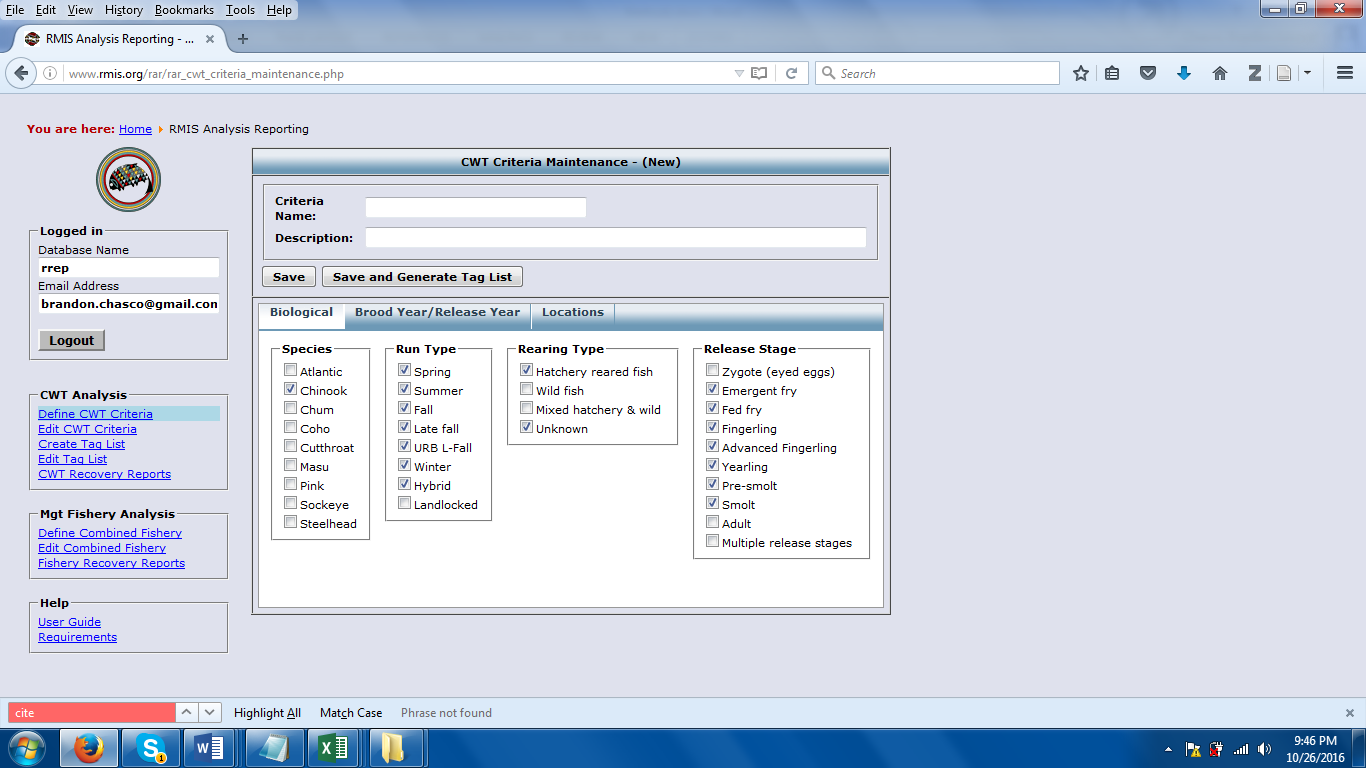 File Edit View History Bookmarks Tools Help
RMIS Analysis Reporting - ...
www.rmis.org/rar/rar_cwt_criteria_maintenance.php
Search
You are here: Home RMIS Analysis Reporting
Logged in
Database Name
rrep
Email Address
brandon.chasco@gmail.com
Logout
CWT Analysis
Define CWT Criteria
Edit CWT Criteria
Create Tag List
Edit Tag List
CWT Recovery Reports
Mgt Fishery Analysis
Define Combined Fishery
Edit Combined Fishery
Fishery Recovery Reports
Help
User Guide
Requirements
CWT Criteria Maintenance - (New)
Criteria
Name:
Description:
Save Save and Generate Tag List
Biological Brood Year/Release Year Locations
Species
Atlantic
Chinook
Chum
Coho
Cutthroat
Masu
Pink
Sockeye
Steelhead
Run Type
Spring
Summer
Fall
Late fall
URB L-Fall
Winter
Hybrid
Landlocked
Rearing Type
Hatchery reared fish
Wild fish
Mixed hatchery & wild
Unknown
Release Stage
Zygote (eyed eggs)
Emergent fry
Fed fry
Fingerling
Advanced Fingerling
Yearling
Pre-smolt
Smolt
Adult
Multiple release stages
cite Highlight All Match Case Phrase not found
1
9:46 PM
10/26/2016